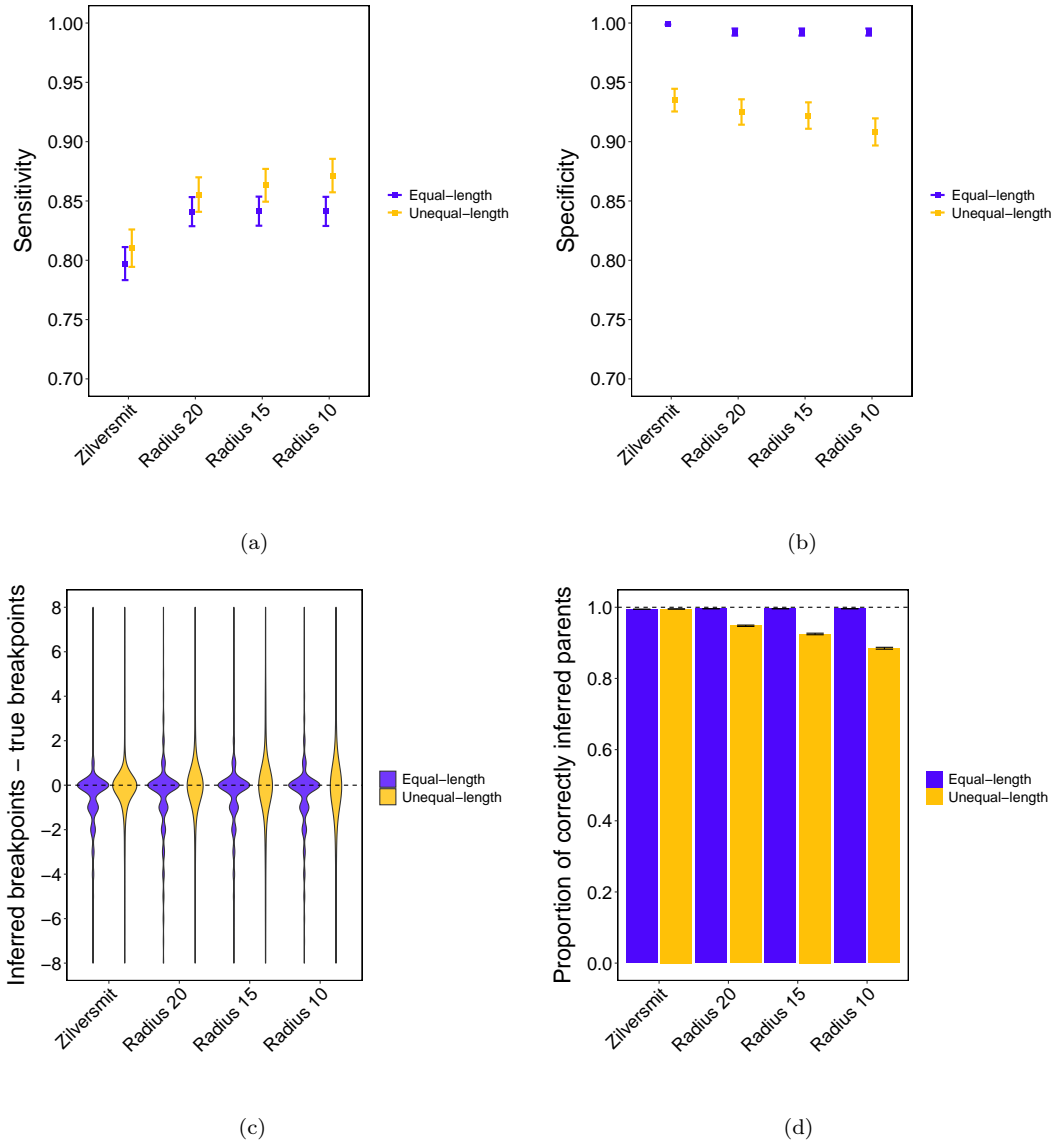 Sensitivity
1.00
0.95
0.90
0.85
0.80
0.75
0.70
Zilversmit
Radius 20
Radius 15
Radius 10
Equal−length
Unequal−length
(a)
Specificity
1.00
0.95
0.90
0.85
0.80
0.75
0.70
Zilversmit
Radius 20
Radius 15
Radius 10
Equal−length
Unequal−length
(b)
Inferred breakpoints − true breakpoints
8
6
4
2
0
−2
−4
−6
−8
Zilversmit
Radius 20
Radius 15
Radius 10
Equal−length
Unequal−length
(c)
Proportion of correctly inferred parents
1.0
0.8
0.6
0.4
0.2
0.0
Zilversmit
Radius 20
Radius 15
Radius 10
Equal−length
Unequal−length
(d)